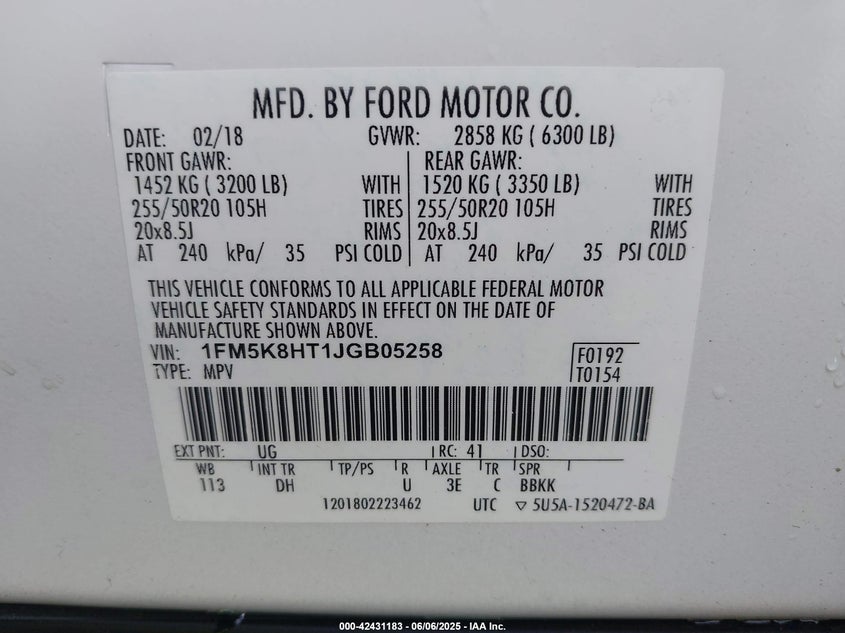 MFD. BY FORD MOTOR CO.
DATE: 02/18 GVWR: 2858 KG ( 6300 LB)
FRONT GAWR: REAR GAWR:
1452 KG ( 3200 LB) WITH 1520 KG ( 3350 LB) WITH
255/50R20 105H TIRES 255/50R20 105H TIRES
20x8.5J RIMS 20x8.5J RIMS
AT 240 kPa/ 35 PSI COLD AT 240 kPa/ 35 PSI COLD
THIS VEHICLE CONFORMS TO ALL APPLICABLE FEDERAL MOTOR
VEHICLE SAFETY STANDARDS IN EFFECT ON THE DATE OF
MANUFACTURE SHOWN ABOVE.
VIN: 1FM5K8HT1JGB05258 F0192
TYPE: MPV T0154
EXT PNT: UG RC: 41 DSO:
WB INT TR TP/PS R AXLE TR SPR
113 DH U 3E C BBKK
1201802223462 UTC ▽ 5U5A-1520472-BA
000-42431183 - 06/06/2025 - IAA Inc.